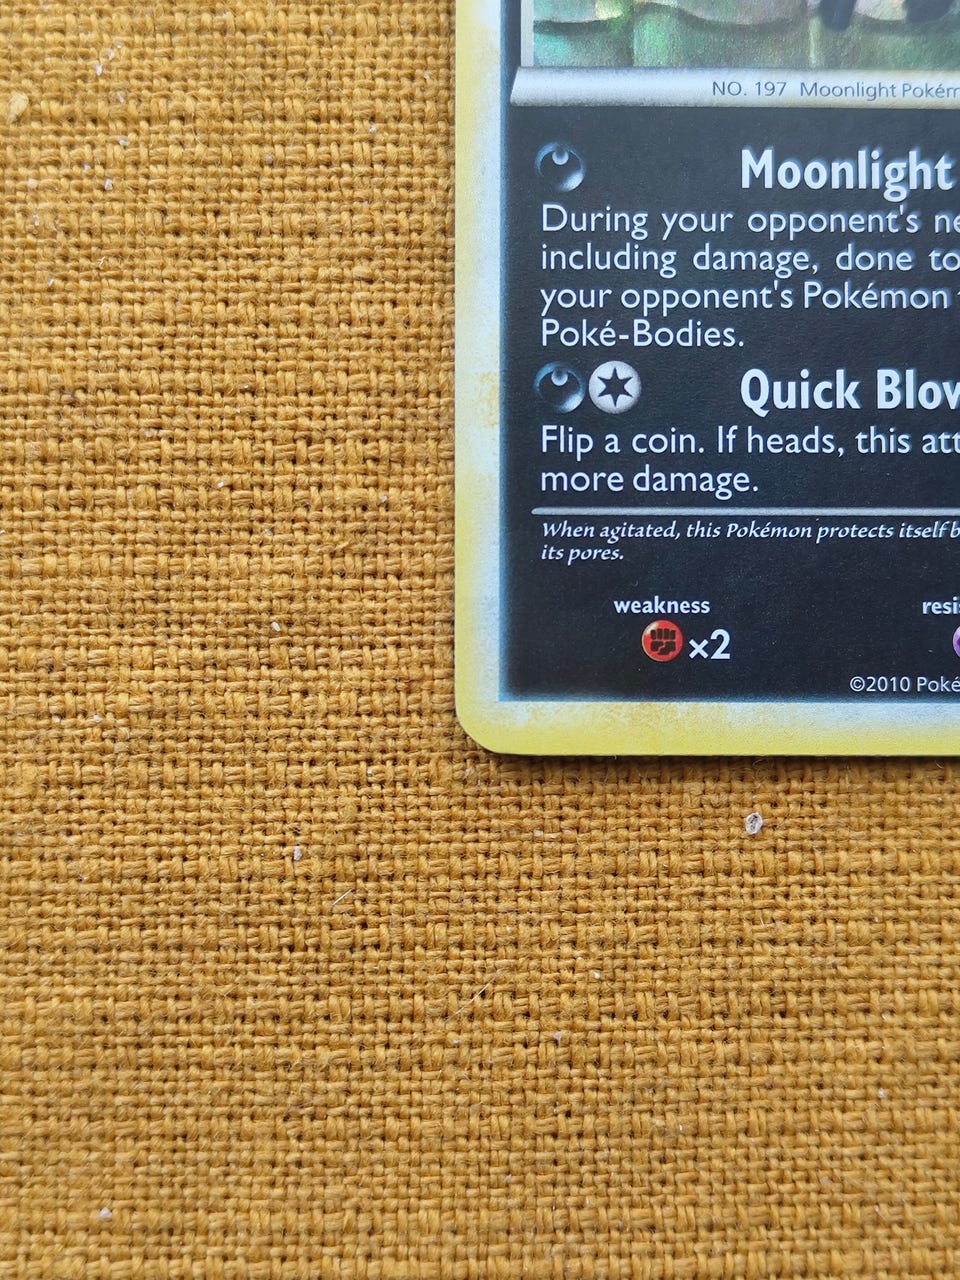 NO. 197 Moonlight Pokém
Moonlight
During your opponent's ne
including damage, done to
your opponent's Pokémon
Poké-Bodies.
Quick Blow
Flip a coin. If heads, this att
more damage.
When agitated, this Pokémon protects itself b
its pores.
weakness
resis
×2
©2010 Poké